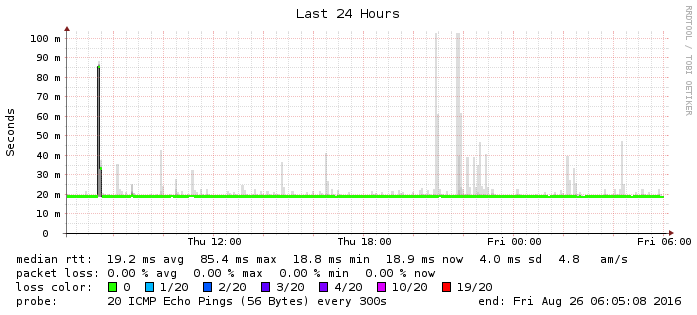 Last 24 Hours
RRDTOOL / TOBI OETIKER
Seconds
100 m
90 m
80 m
70 m
60 m
50 m
40 m
30 m
20 m
10 m
0
Thu 12:00 Thu 18:00 Fri 00:00 Fri 06:00
median rtt: 19.2 ms avg 85.4 ms max 18.8 ms min 18.9 ms now 4.0 ms sd 4.8 am/s
packet loss: 0.00 % avg 0.00 % max 0.00 % min 0.00 % now
loss color: 0 1/20 2/20 3/20 4/20 10/20 19/20
probe: 20 ICMP Echo Pings (56 Bytes) every 300s end: Fri Aug 26 06:05:08 2016